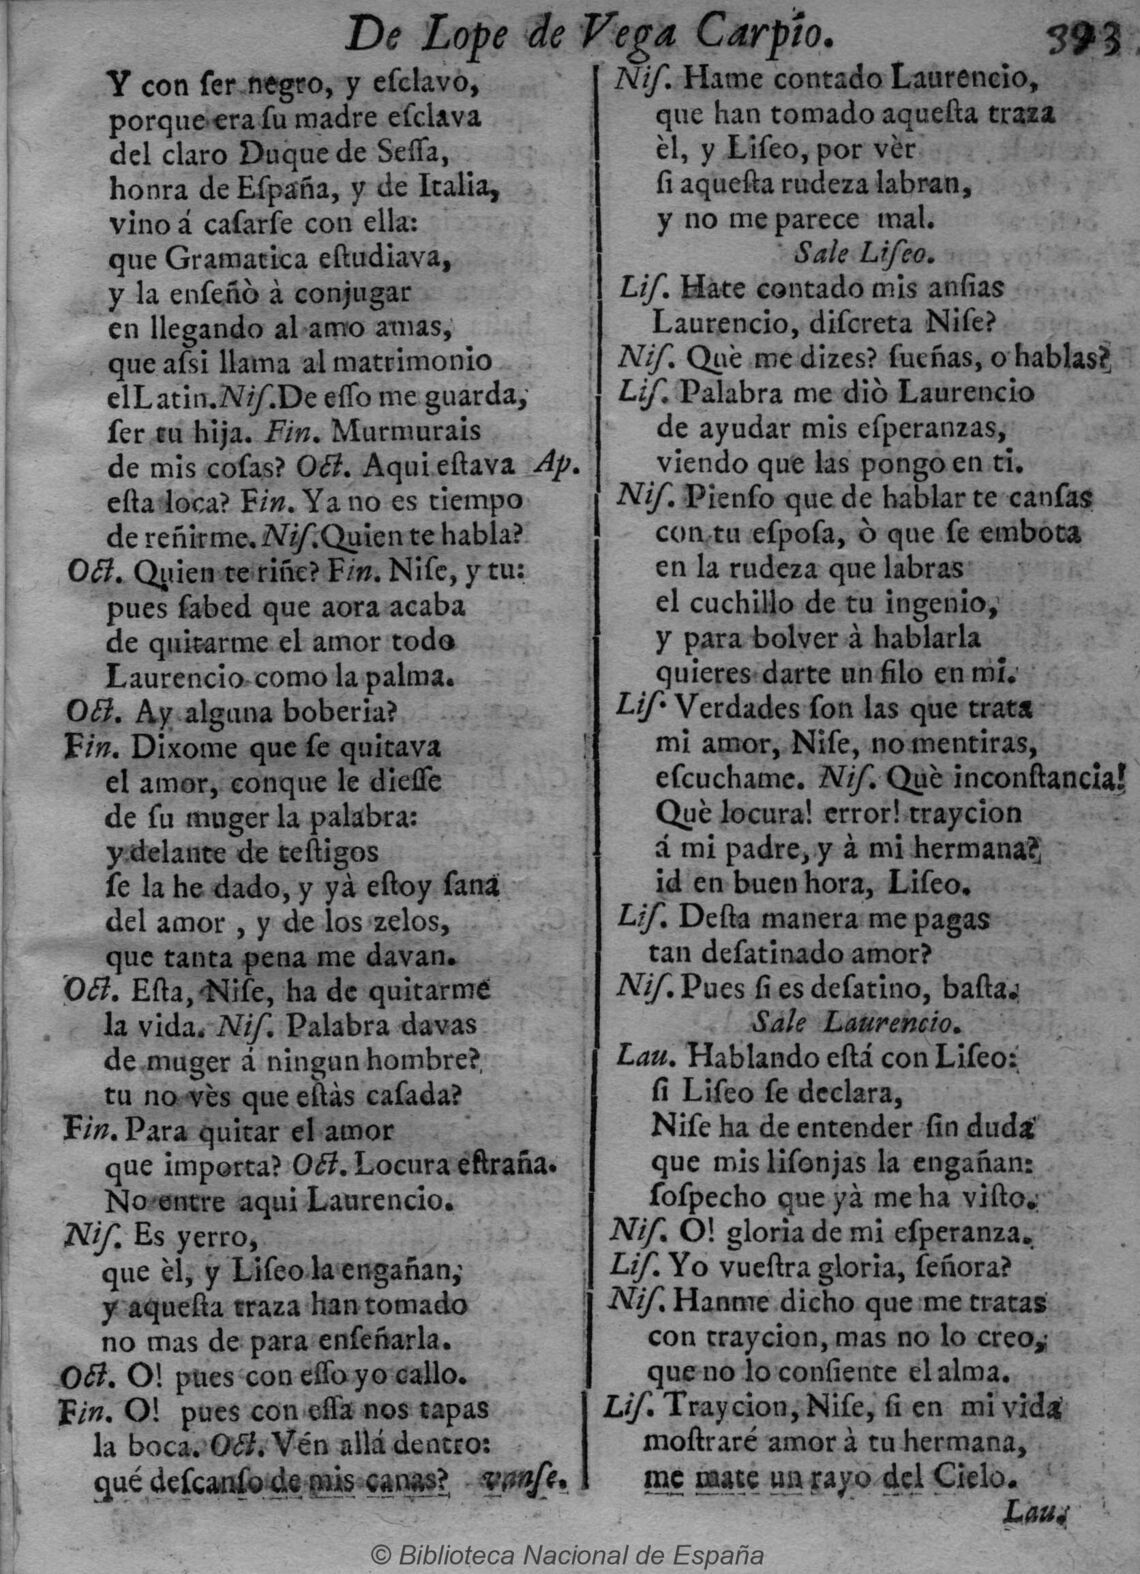 De Lope de Vega Carpio. 393
Y con ſer negro, y eſclavo,
porque era ſu madre eſclava
del claro Duque de Seſſa,
honra de Eſpaña, y de Italia,
vino á caſarſe con ella:
que Gramatica eſtudiava,
y la enſeñò à conjugar
en llegando al amo amas,
que aſsi llama al matrimonio
el Latin. Niſ. De eſſo me guarda,
ſer tu hija. Fin. Murmurais
de mis coſas? Oct. Aqui eſtava Ap.
eſta loca? Fin. Ya no es tiempo
de reñirme. Niſ. Quien te habla?
Oct. Quien te riñe? Fin. Niſe, y tu:
pues ſabed que aora acaba
de quitarme el amor todo
Laurencio como la palma.
Oct. Ay alguna boberia?
Fin. Dixome que ſe quitava
el amor, conque le dieſſe
de ſu muger la palabra:
y delante de teſtigos
ſe la he dado, y yà eſtoy ſana
del amor , y de los zelos,
que tanta pena me davan.
Oct. Eſta, Niſe, ha de quitarme
la vida. Niſ. Palabra davas
de muger á ningun hombre?
tu no vès que eſtàs caſada?
Fin. Para quitar el amor
que importa? Oct. Locura eſtraña.
No entre aqui Laurencio.
Niſ. Es yerro,
que èl, y Liſeo la engañan;
y aqueſta traza han tomado
no mas de para enſeñarla.
Oct. O! pues con eſſo yo callo.
Fin. O! pues con eſſa nos tapas
la boca. Oct. Vén allá dentro:
qué deſcanſo de mis canas? vanſe.
Niſ. Hame contado Laurencio,
que han tomado aqueſta traza
èl, y Liſeo, por vèr
ſi aqueſta rudeza labran,
y no me parece mal.
Sale Liſeo.
Liſ. Hate contado mis anſias
Laurencio, diſcreta Niſe?
Niſ. Què me dizes? ſueñas, o hablas?
Liſ. Palabra me diò Laurencio
de ayudar mis eſperanzas,
viendo que las pongo en ti.
Niſ. Pienſo que de hablar te canſas
con tu eſpoſa, ò que ſe embota
en la rudeza que labras
el cuchillo de tu ingenio,
y para bolver à hablarla
quieres darte un filo en mi.
Liſ. Verdades ſon las que trata
mi amor, Niſe, no mentiras,
eſcuchame. Niſ. Què inconſtancia!
Què locura! error! traycion
á mi padre, y à mi hermana?
id en buen hora, Liſeo.
Liſ. Deſta manera me pagas
tan deſatinado amor?
Niſ. Pues ſi es deſatino, baſta.
Sale Laurencio.
Lau. Hablando eſtá con Liſeo:
ſi Liſeo ſe declara,
Niſe ha de entender ſin duda
que mis liſonjas la engañan:
ſoſpecho que yà me ha viſto.
Niſ. O! gloria de mi eſperanza.
Liſ. Yo vueſtra gloria, ſeñora?
Niſ. Hanme dicho que me tratas
con traycion, mas no lo creo,
que no lo conſiente el alma.
Liſ. Traycion, Niſe, ſi en mi vida
moſtraré amor à tu hermana,
me mate un rayo del Cielo.
Lau.
© Biblioteca Nacional de España